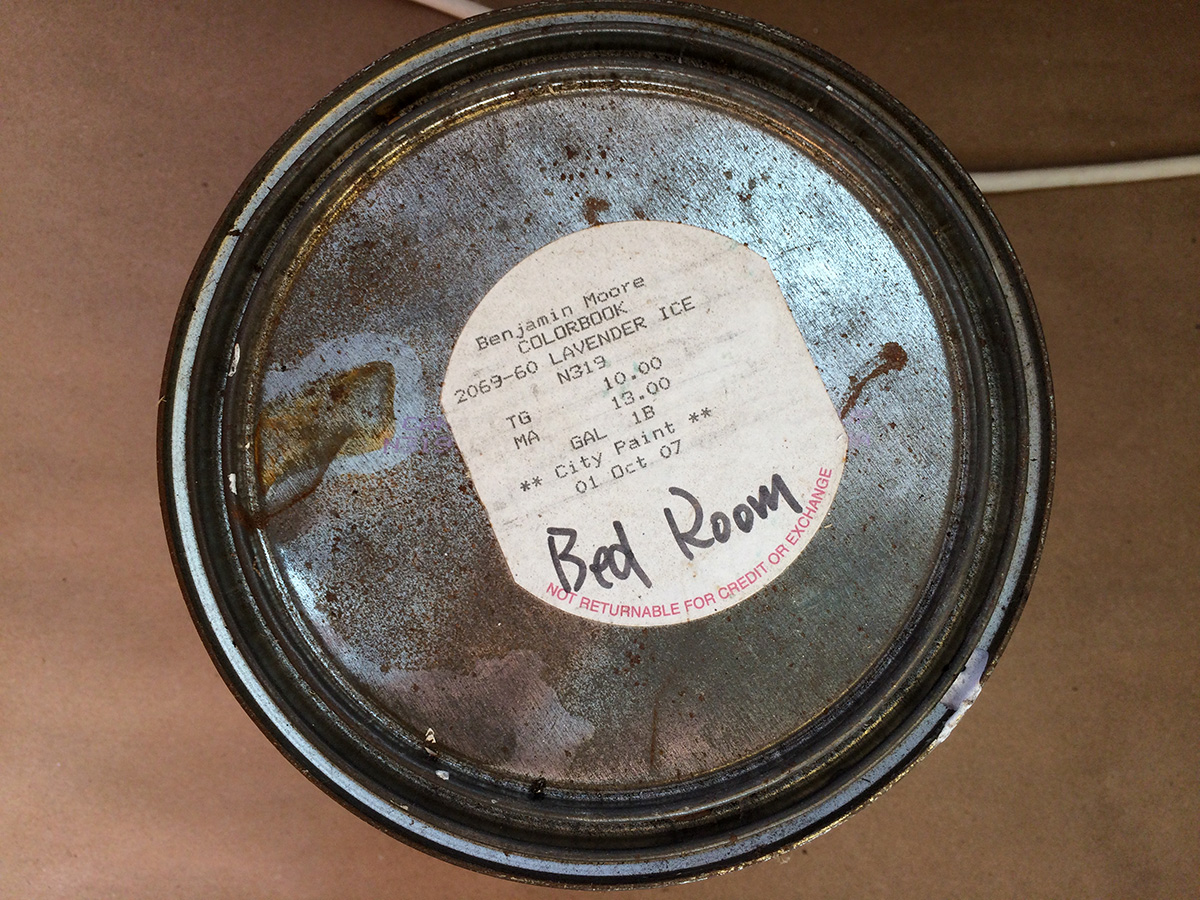 Benjamin Moore
COLORBOOK
2069-60 LAVENDER ICE
N319
TG 10.00
MA 13.00
GAL 1B
** City Paint **
01 Oct 07
Bed Room
NOT RETURNABLE FOR CREDIT OR EXCHANGE